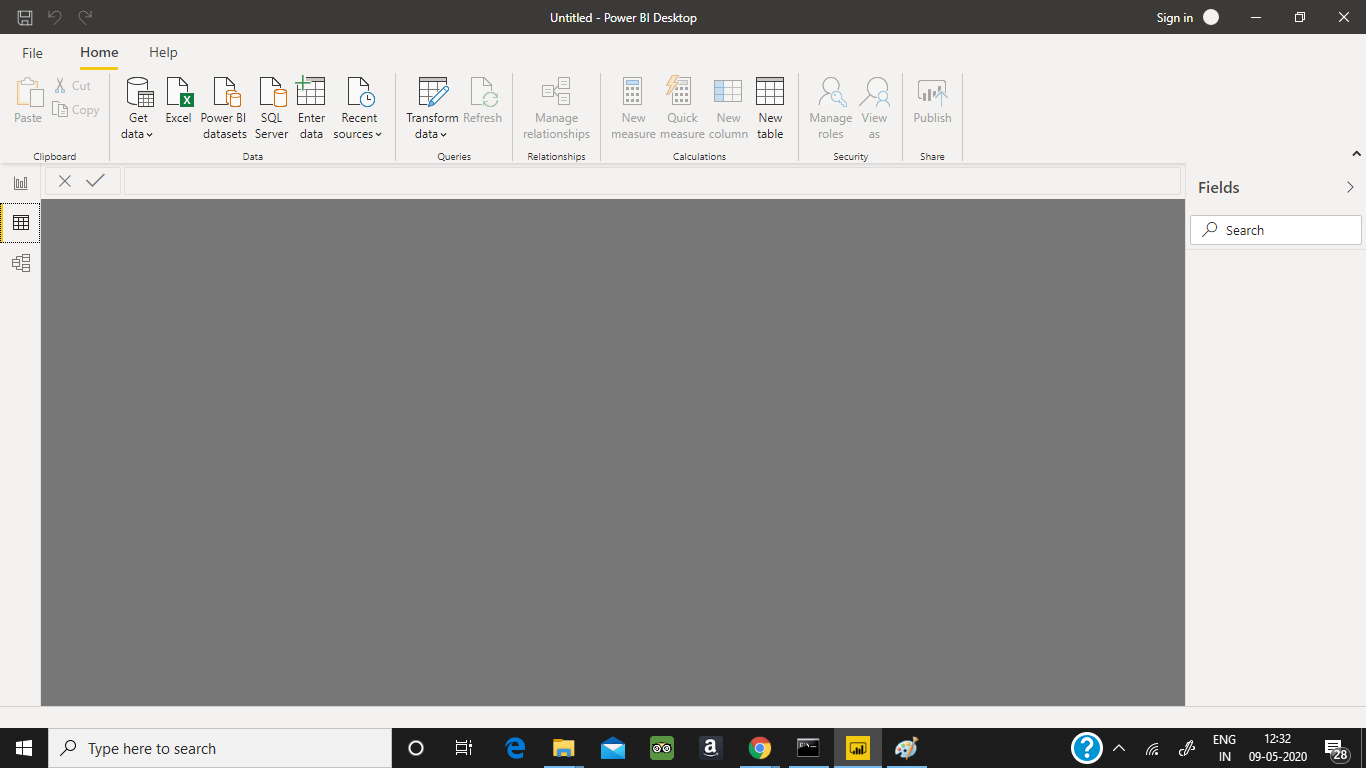 Untitled - Power BI Desktop
Sign in
File
Home
Help
Paste
Cut
Copy
Clipboard
Get
data
Excel
Power BI
datasets
SQL
Server
Enter
data
Recent
sources
Data
Transform
data
Refresh
Queries
Manage
relationships
Relationships
New
measure
Quick
measure
New
column
New
table
Calculations
Manage
roles
View
as
Security
Publish
Share
Fields
Search
Type here to search
ENG
IN
12:32
09-05-2020
28